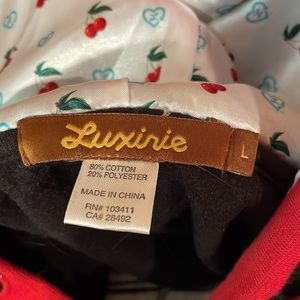 Luxirie
L
80% COTTON
20% POLYESTER
MADE IN CHINA
RN# 103411
CA# 28492